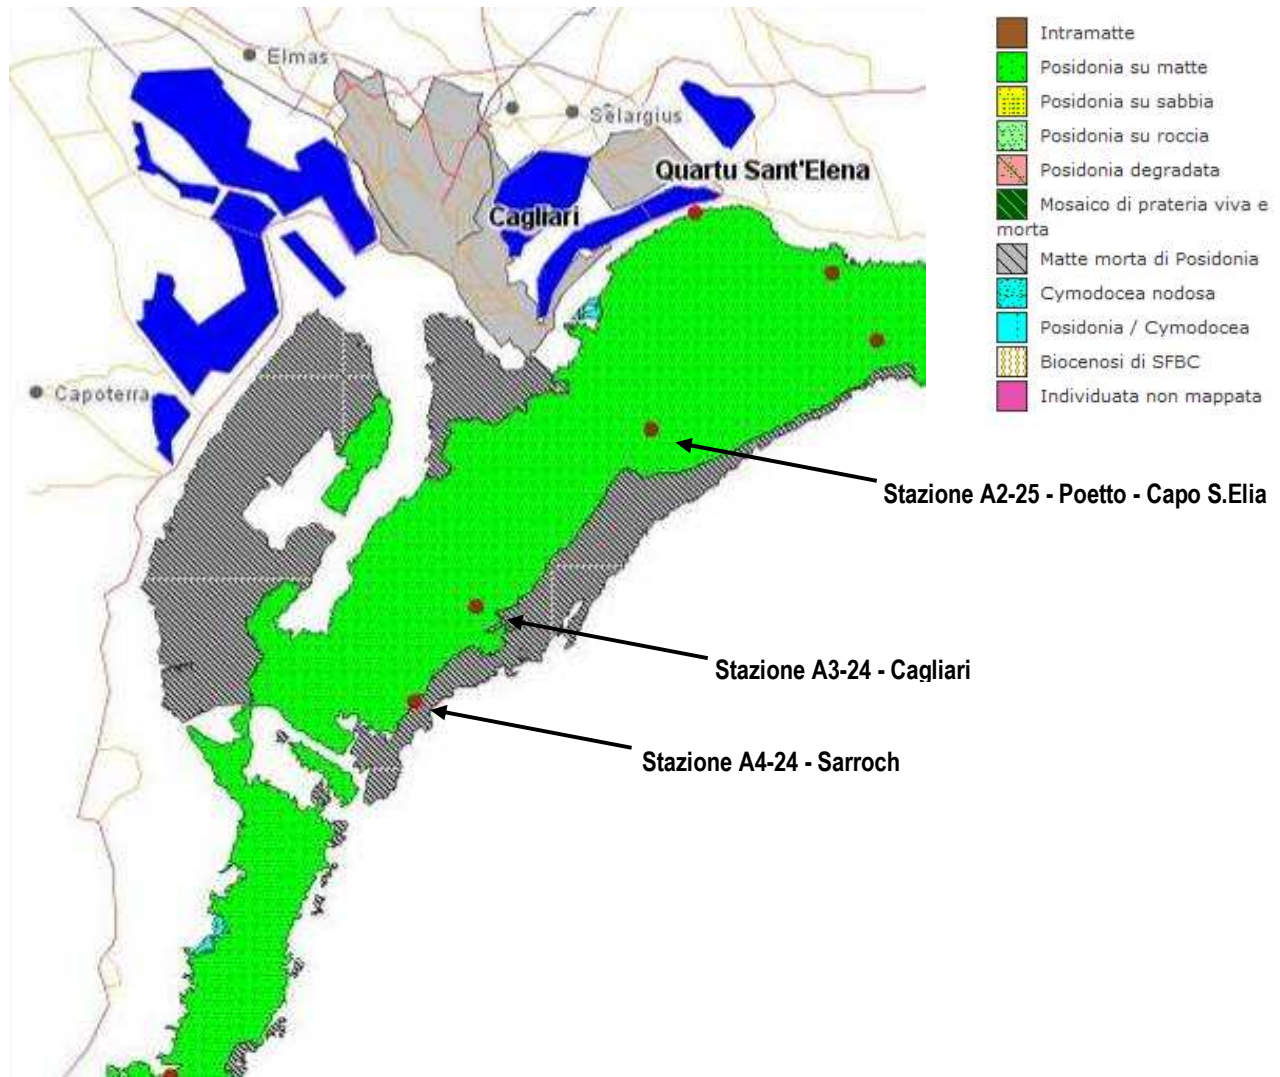 Elmas
Selargius
Quartu Sant'Elena
Cagliari
Capoterra
Intramatte
Posidonia su matte
Posidonia su sabbia
Posidonia su roccia
Posidonia degradata
Mosaico di prateria viva e
morta
Matte morta di Posidonia
Cymodocea nodosa
Posidonia / Cymodocea
Biocenosi di SFBC
Individuata non mappata
Stazione A2-25 - Poetto - Capo S.Elia
Stazione A3-24 - Cagliari
Stazione A4-24 - Sarroch